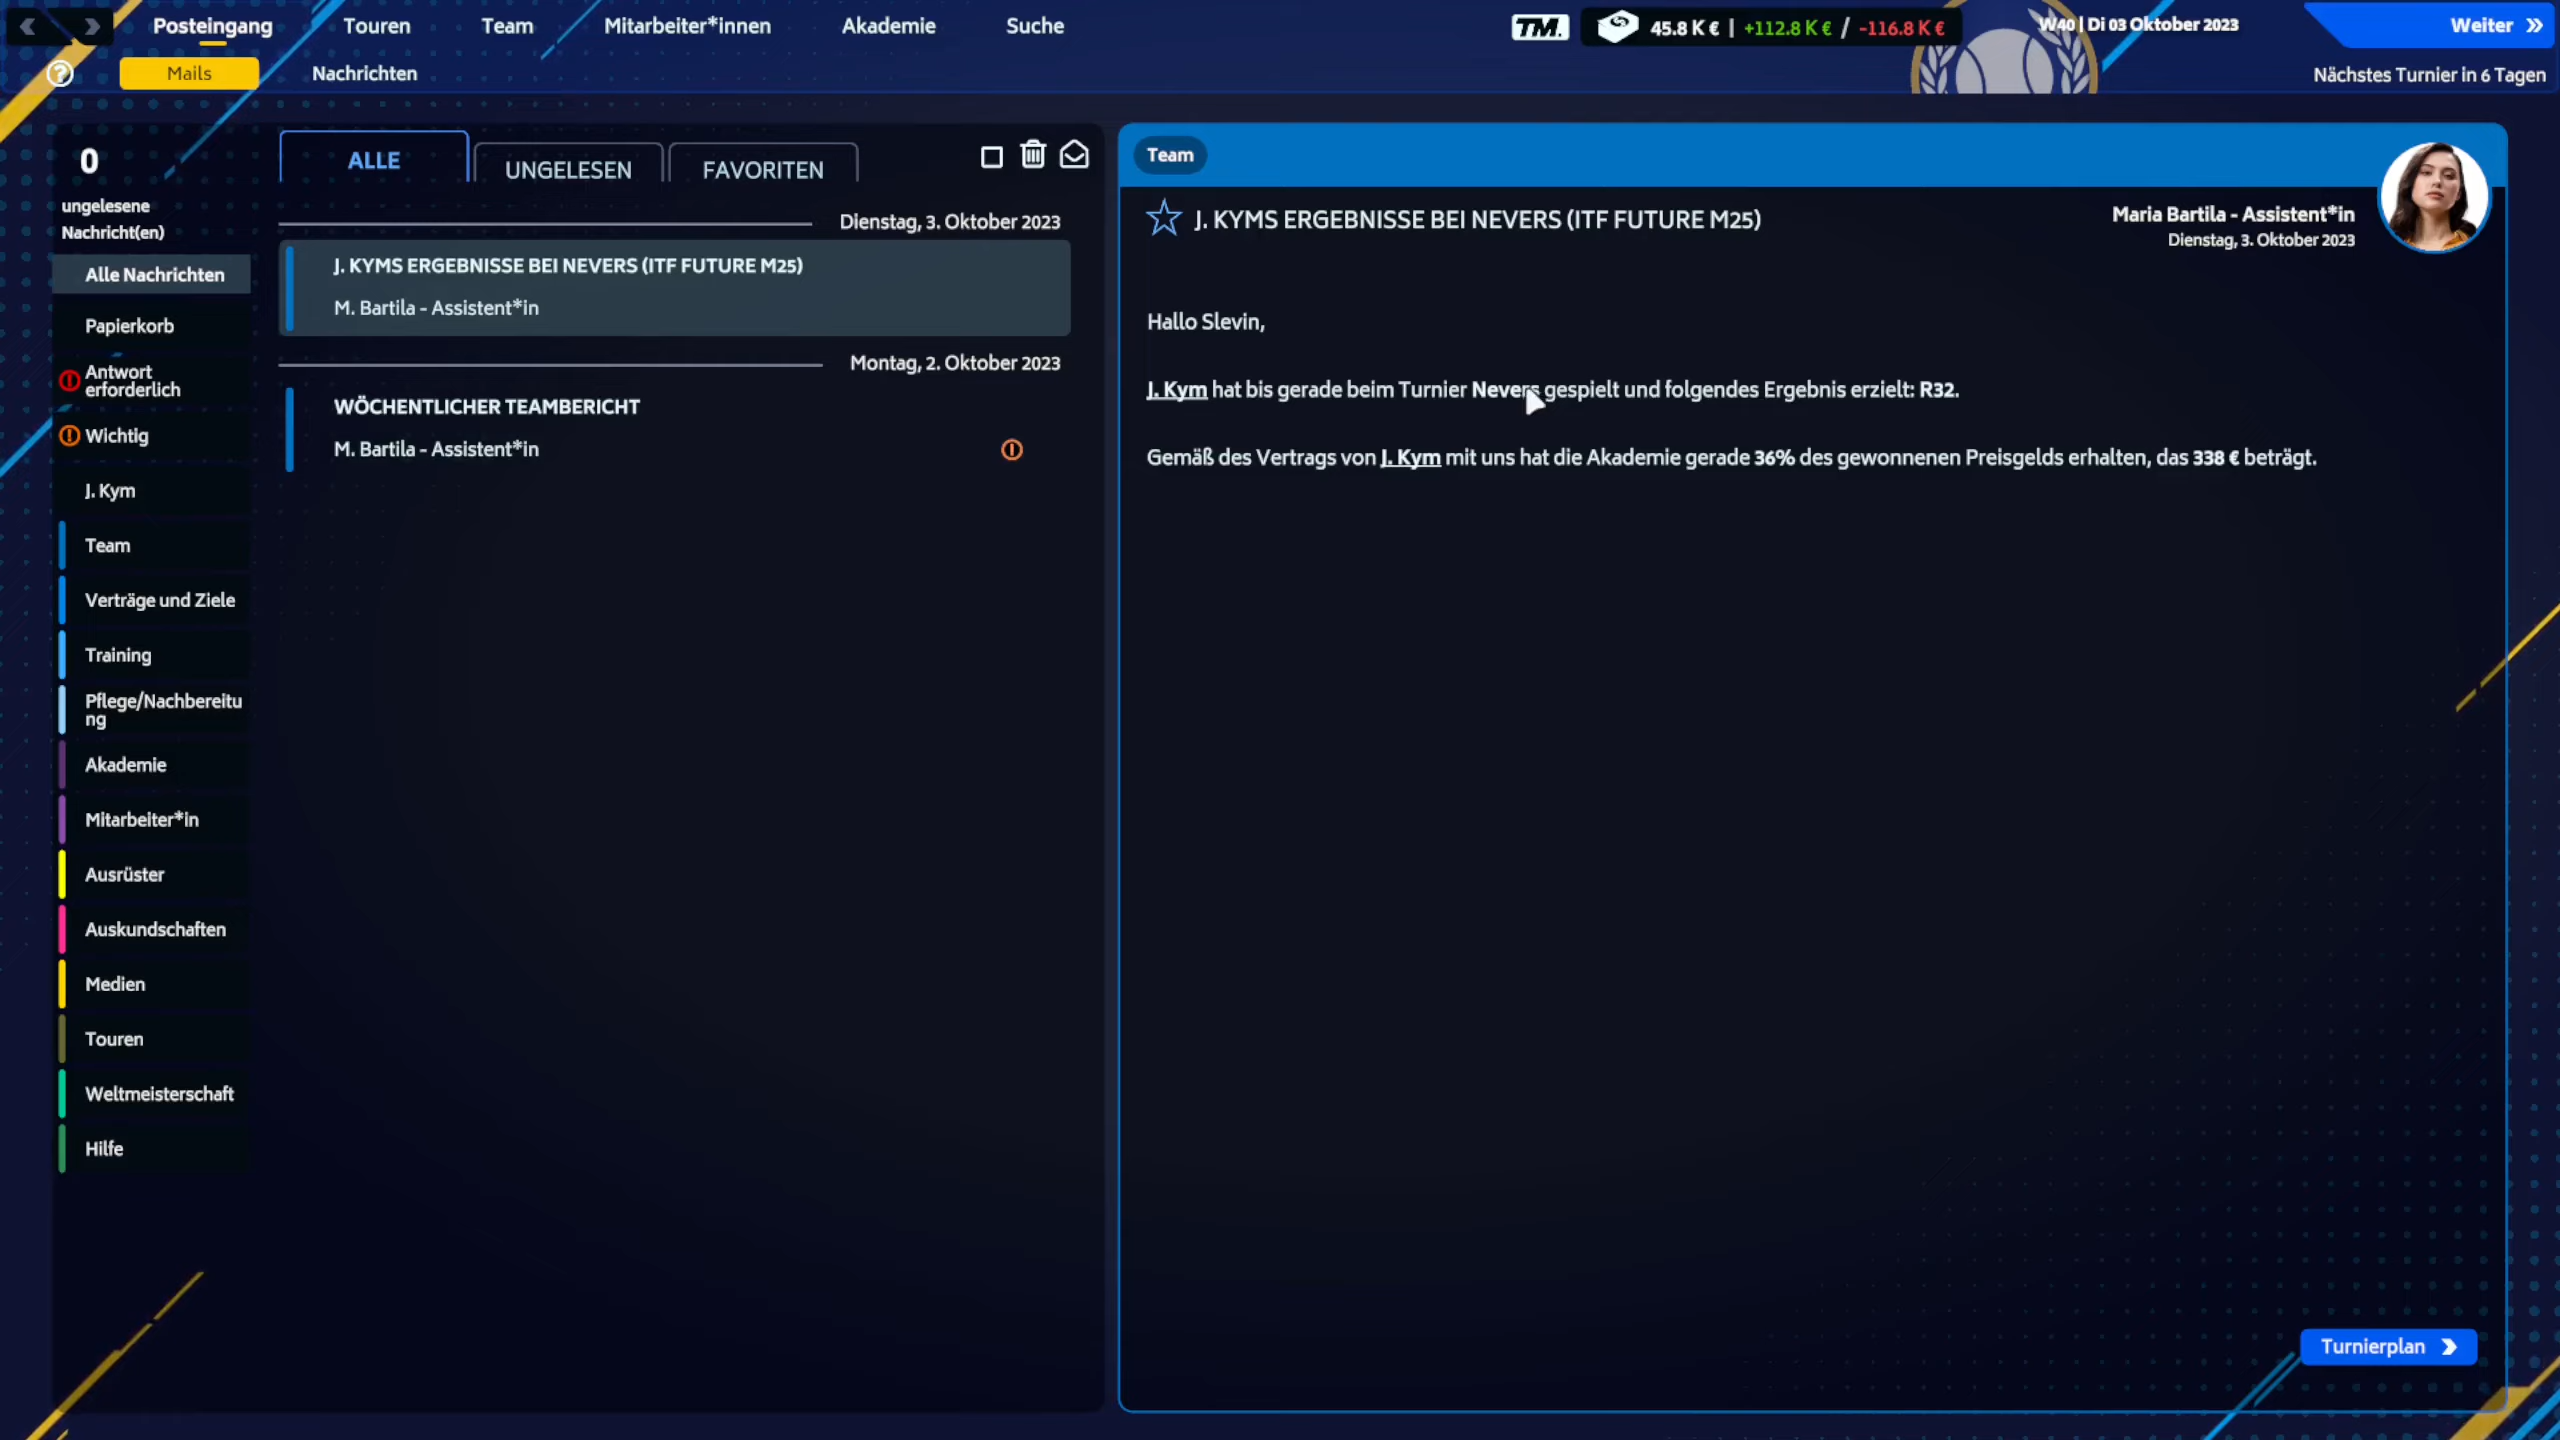 Posteingang
Touren
Team
Mitarbeiter*innen
Akademie
Suche
TM.
45.8 K € | +112.8 K € / -116.8 K €
W40 | Di 03 Oktober 2023
Weiter
?
Mails
Nachrichten
Nächstes Turnier in 6 Tagen
0
ungelesene
Nachricht(en)
Alle Nachrichten
Papierkorb
Antwort
erforderlich
Wichtig
J. Kym
Team
Verträge und Ziele
Training
Pflege/Nachbereitu
ng
Akademie
Mitarbeiter*in
Ausrüster
Auskundschaften
Medien
Touren
Weltmeisterschaft
Hilfe
ALLE
UNGELESEN
FAVORITEN
Dienstag, 3. Oktober 2023
J. KYMS ERGEBNISSE BEI NEVERS (ITF FUTURE M25)
M. Bartila - Assistent*in
Montag, 2. Oktober 2023
WÖCHENTLICHER TEAMBERICHT
M. Bartila - Assistent*in
Team
J. KYMS ERGEBNISSE BEI NEVERS (ITF FUTURE M25)
Maria Bartila - Assistent*in
Dienstag, 3. Oktober 2023
Hallo Slevin,
J. Kym hat bis gerade beim Turnier Nevers gespielt und folgendes Ergebnis erzielt: R32.
Gemäß des Vertrags von J. Kym mit uns hat die Akademie gerade 36% des gewonnenen Preisgelds erhalten, das 338 € beträgt.
Turnierplan